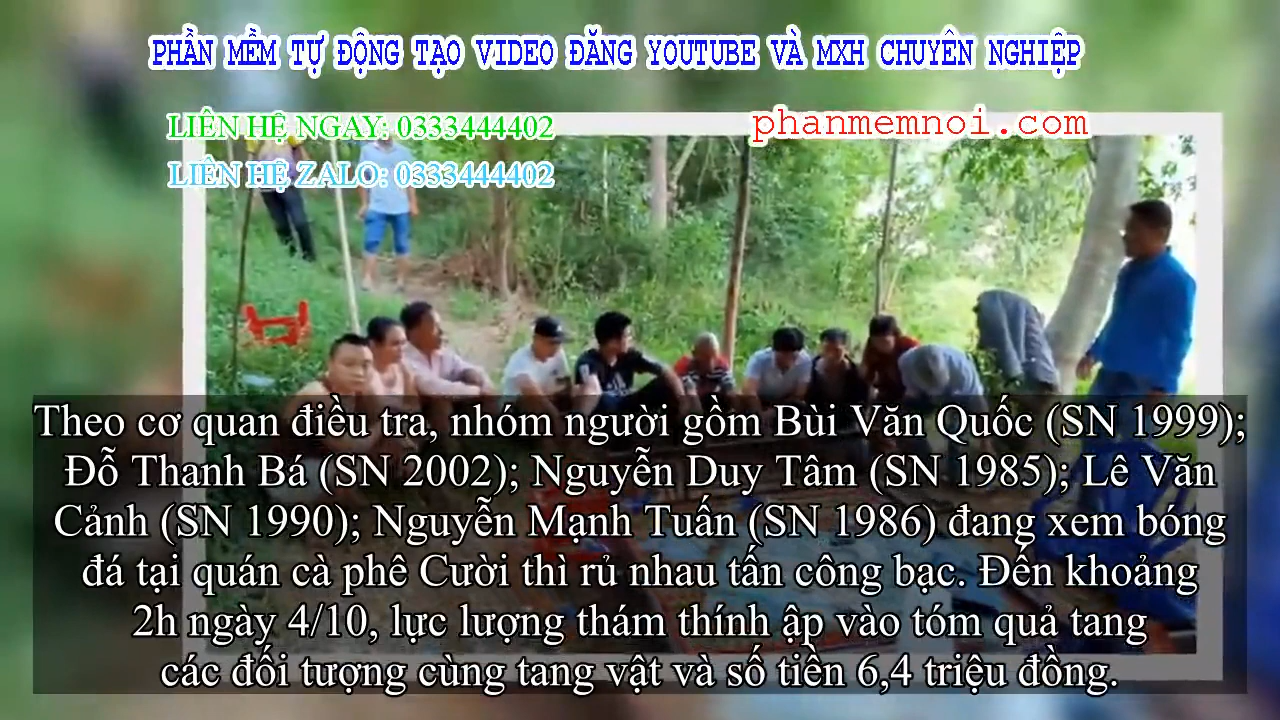 PHẦN MỀM TỰ ĐỘNG TẠO VIDEO ĐĂNG YOUTUBE VÀ MXH CHUYÊN NGHIỆP
LIÊN HỆ NGAY: 0333444402
phanmemnoi.com
LIÊN HỆ ZALO: 0333444402
Theo cơ quan điều tra, nhóm người gồm Bùi Văn Quốc (SN 1999);
Đỗ Thanh Bá (SN 2002); Nguyễn Duy Tâm (SN 1985); Lê Văn
Cảnh (SN 1990); Nguyễn Mạnh Tuấn (SN 1986) đang xem bóng
đá tại quán cà phê Cười thì rủ nhau tấn công bạc. Đến khoảng
2h ngày 4/10, lực lượng thám thính ập vào tóm quả tang
các đối tượng cùng tang vật và số tiền 6,4 triệu đồng.